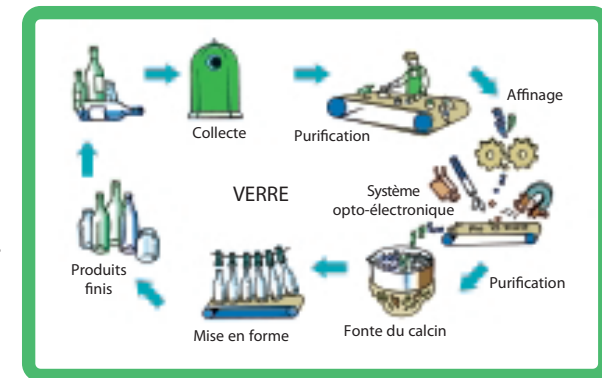 Collecte
Purification
Affinage
VERRE
Système
opto-électronique
Purification
Fonte du calcin
Mise en forme
Produits
finis